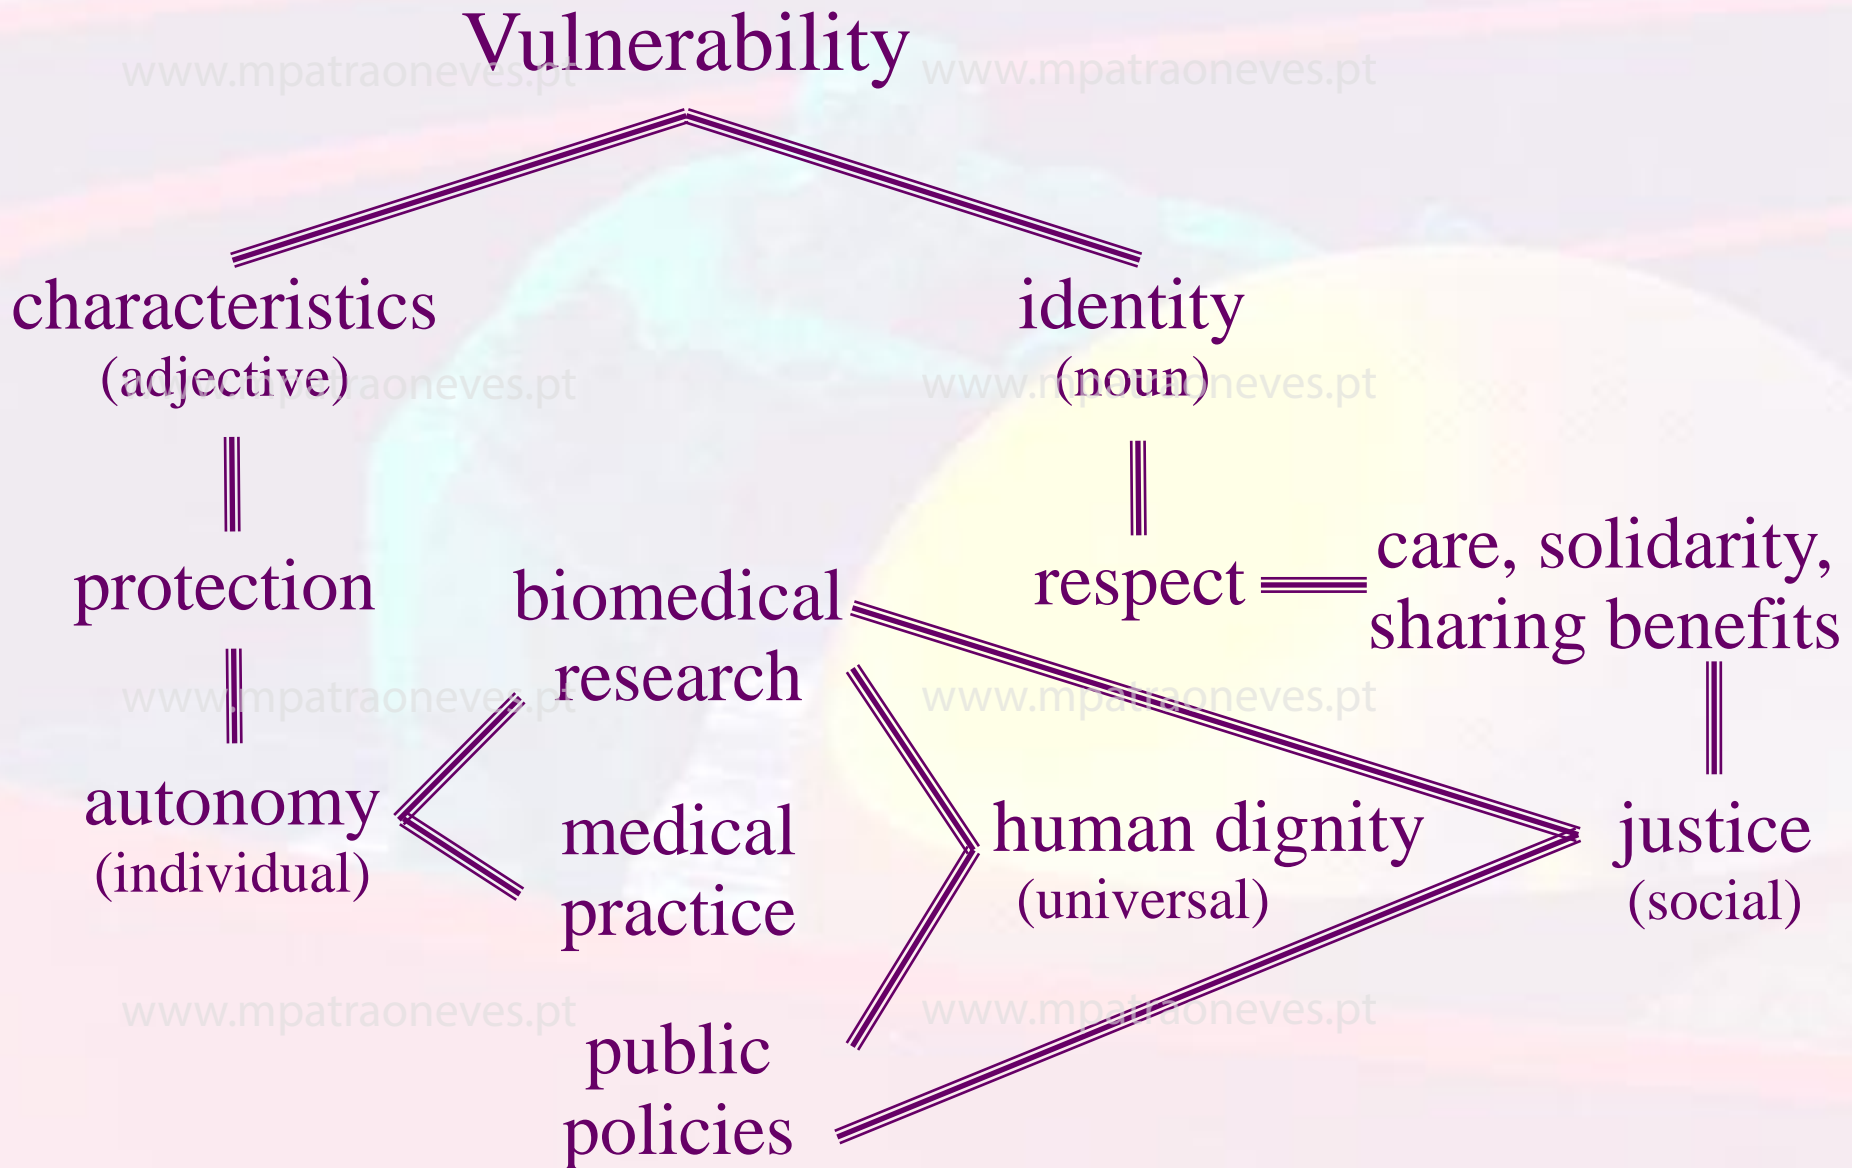 Vulnerability
www.mpatraoneves.pt www.mpatraoneves.pt
characteristics
(adjective)
identity
(noun)
www.mpatraoneves.pt www.mpatraoneves.pt
protection
biomedical
research
respect
care, solidarity,
sharing benefits
www.mpatraoneves.pt www.mpatraoneves.pt
autonomy
(individual)
medical
practice
human dignity
(universal)
justice
(social)
www.mpatraoneves.pt www.mpatraoneves.pt
public
policies